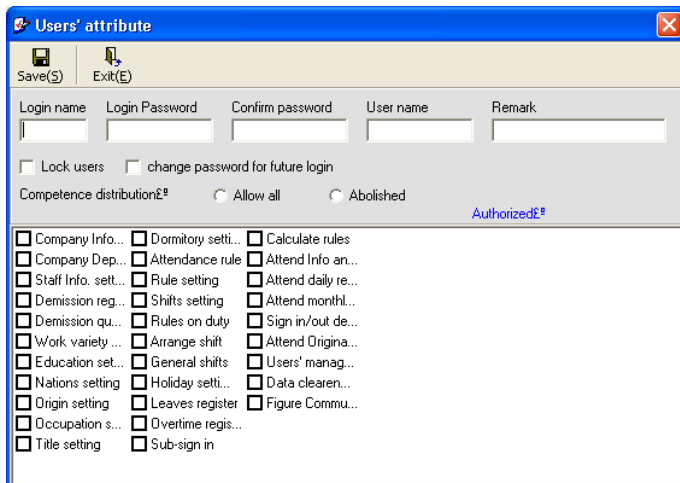 Users' attribute
Save(S) Exit(E)
Login name Login Password Confirm password User name Remark
Lock users change password for future login
Competence distribution£º Allow all Abolished
Authorized£º
Company Info... Dormitory setti... Calculate rules
Company Dep... Attendance rule Attend Info an...
Staff Info. sett... Rule setting Attend daily re...
Demission reg... Shifts setting Attend monthl...
Demission qu... Rules on duty Sign in/out de...
Work variety ... Arrange shift Attend Origina...
Education set... General shifts Users' manag...
Nations setting Holiday setti... Data clearen...
Origin setting Leaves register Figure Commu...
Occupation s... Overtime regis...
Title setting Sub-sign in